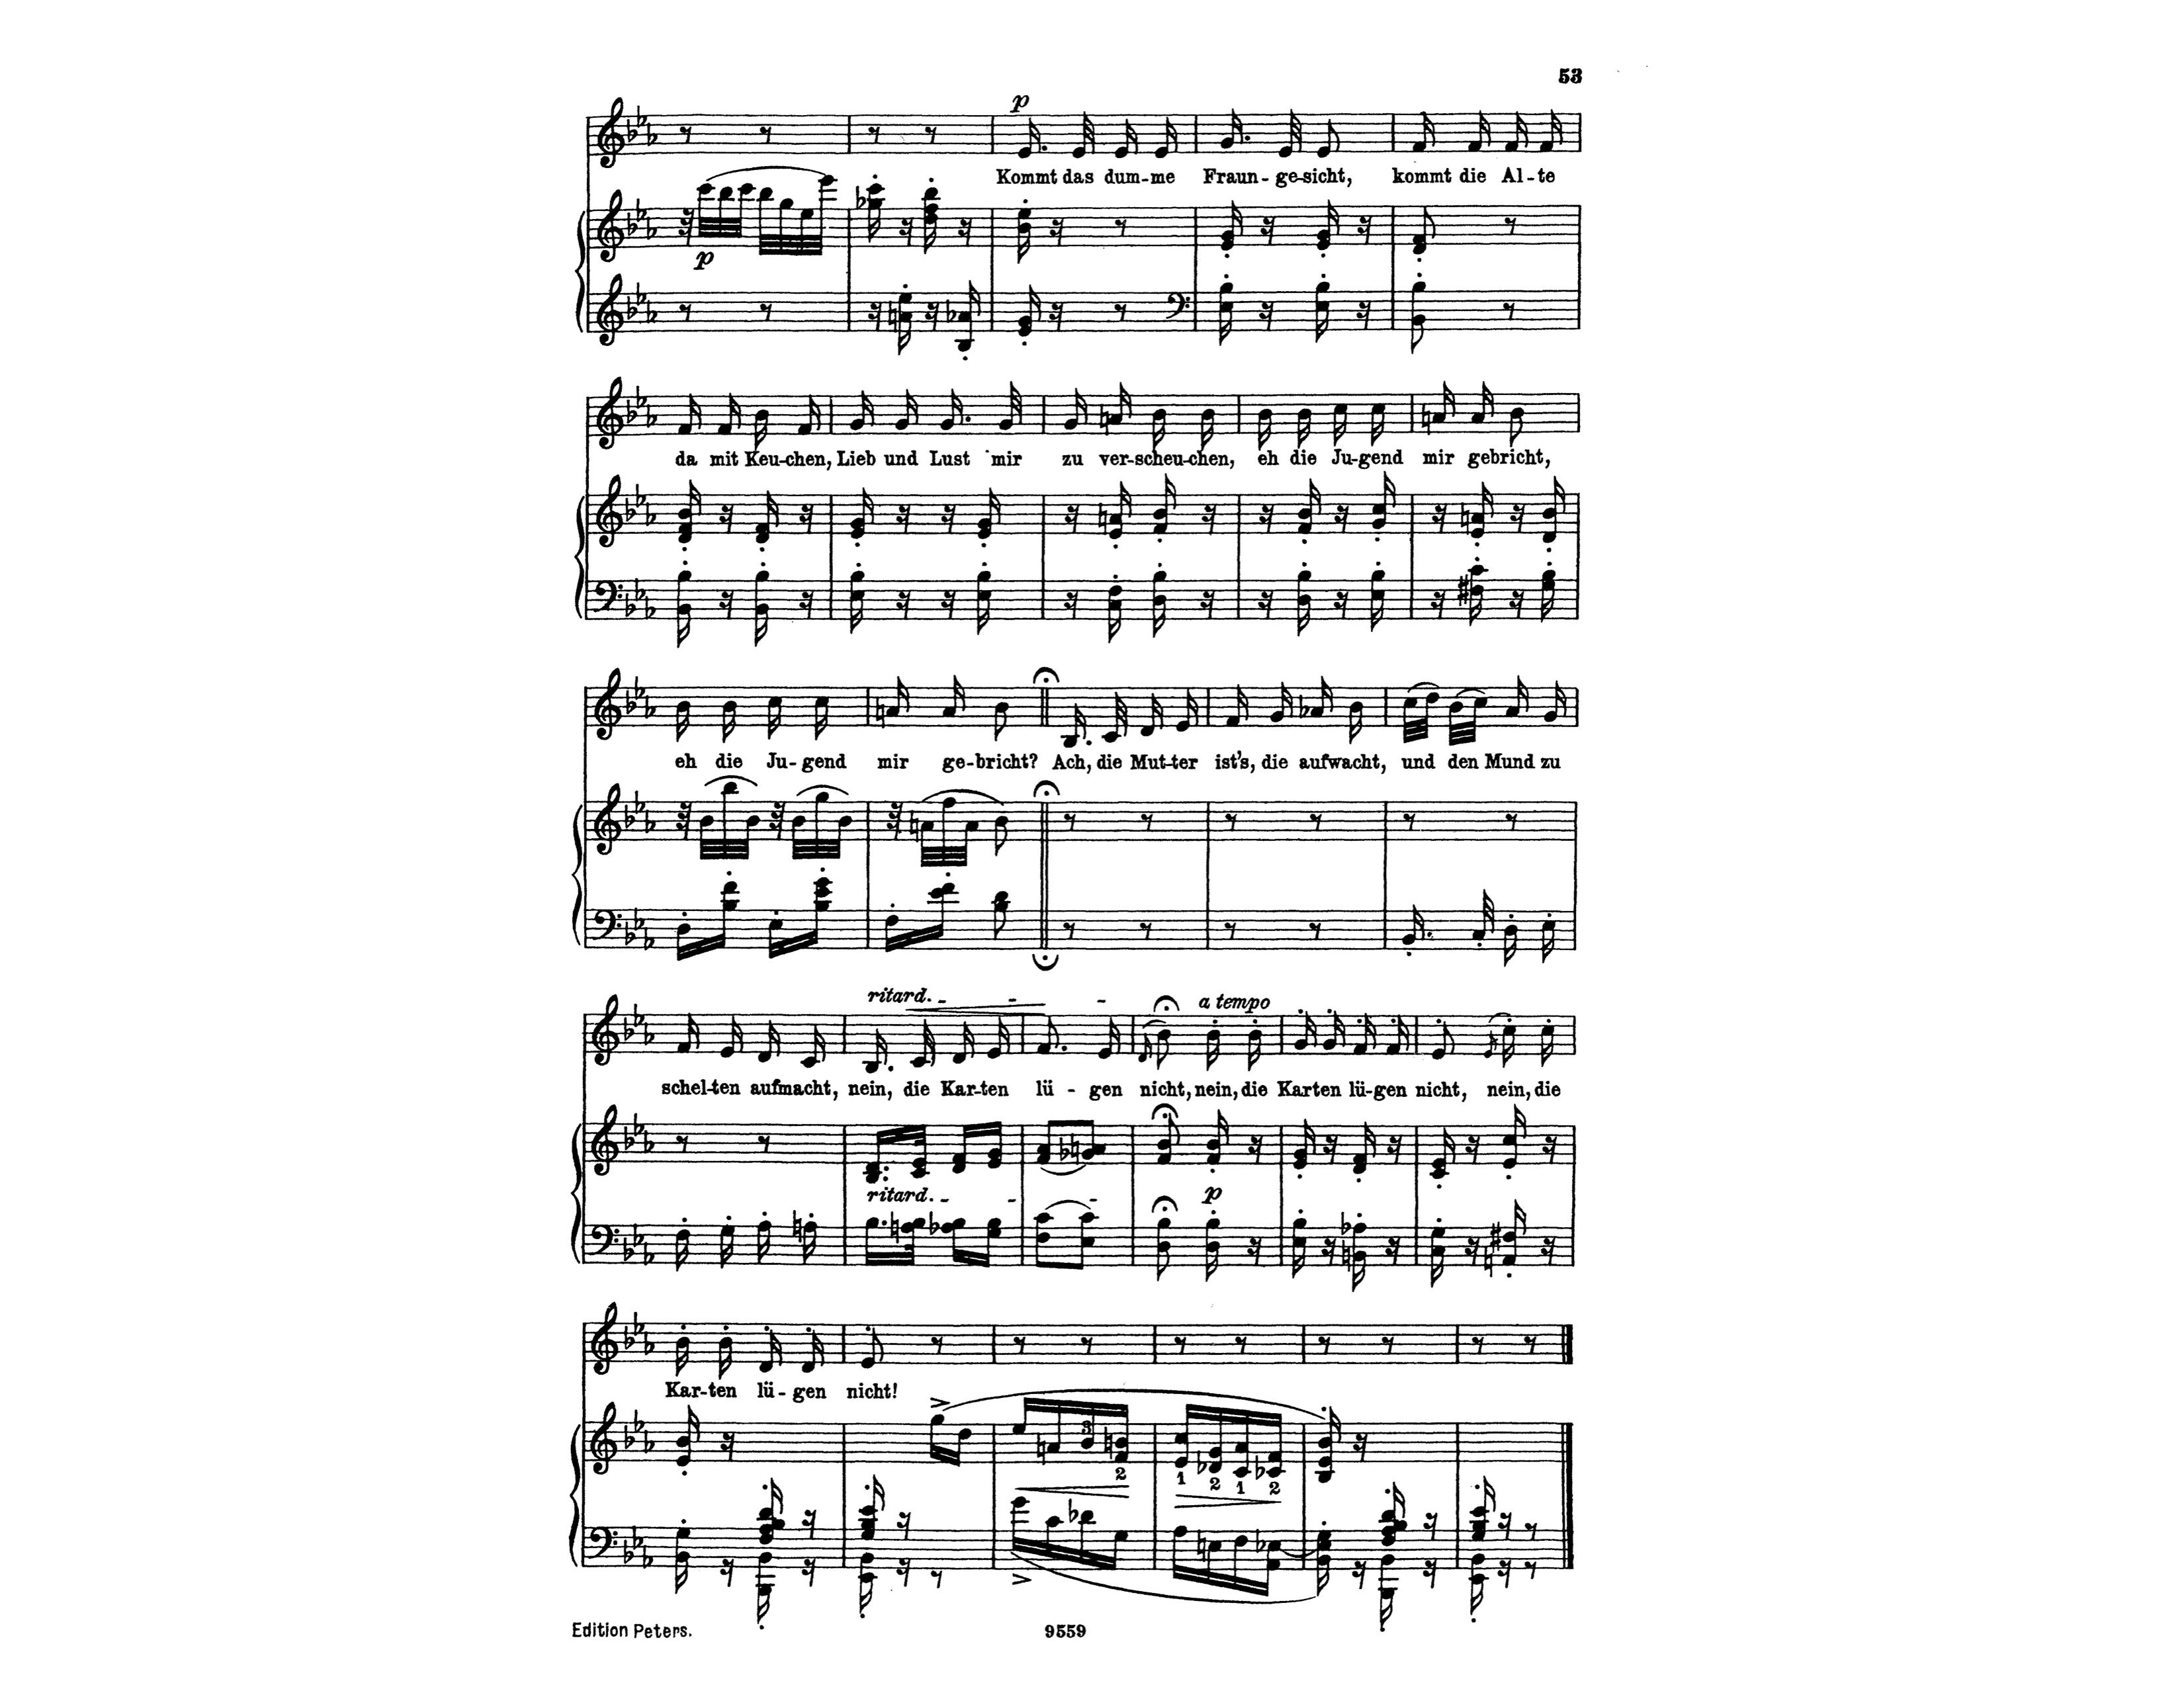 53
p
Kommt das dum-me Fraun-ge-sicht, kommt die Al-te
p
da mit Keu-chen, Lieb und Lust mir zu ver-scheu-chen, eh die Ju-gend mir gebricht,
eh die Ju-gend mir ge-bricht? Ach, die Mut-ter ist's, die aufwacht, und den Mund zu
ritard. a tempo
schel-ten aufmacht, nein, die Kar-ten lü-gen nicht, nein, die Karten lü-gen nicht, nein, die
ritard. p
Kar-ten lü-gen nicht!
3
2 1 2 1 2
Edition Peters. 9559